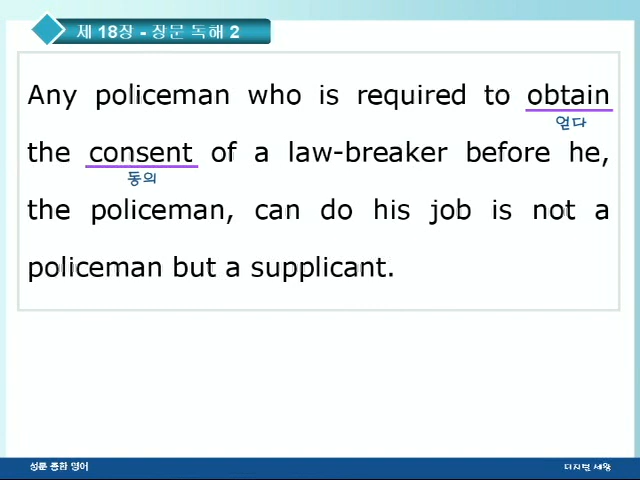 제 18장 - 장문 독해 2
Any policeman who is required to obtain
얻다
the consent of a law-breaker before he,
동의
the policeman, can do his job is not a
policeman but a supplicant.
성문 종합 영어
디지털 세왕